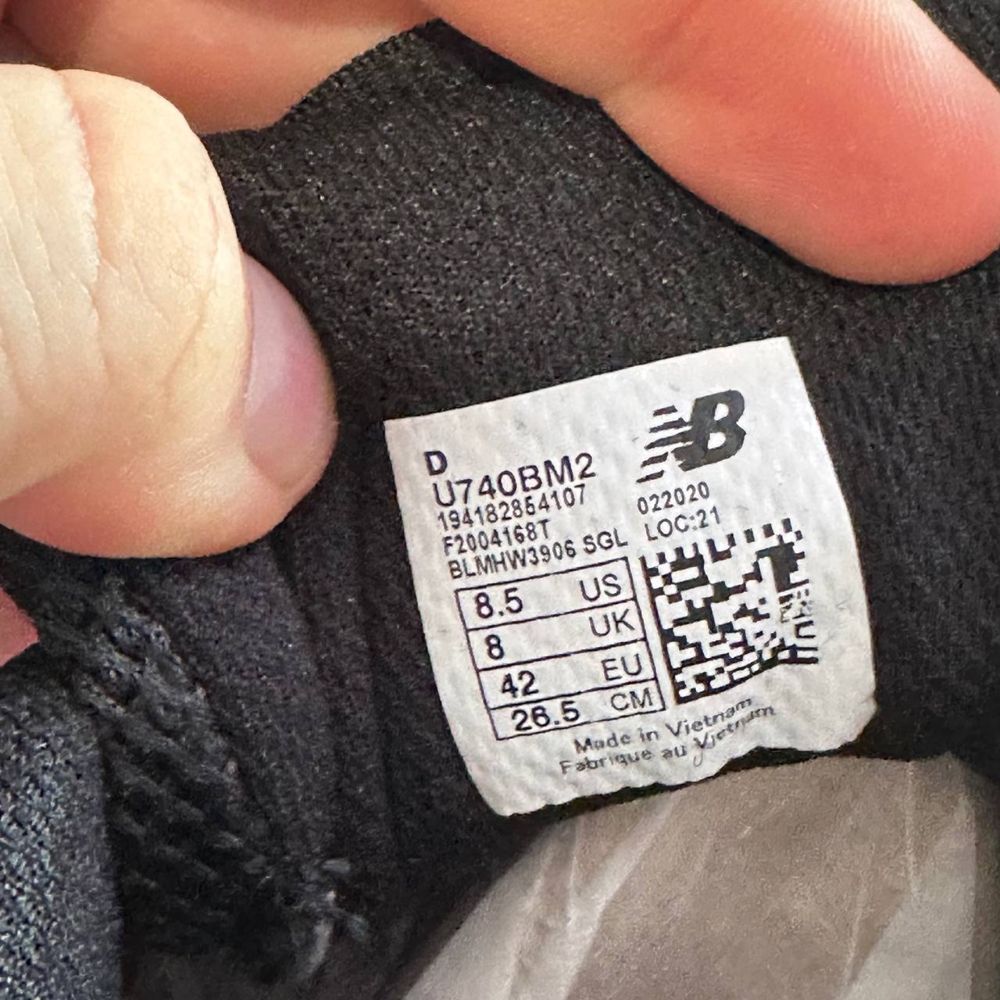 D
U740BM2
194182854107
F2004168T
BLMHW3906 SGL
NB
022020
LOC:21
8.5 US
8 UK
42 EU
26.5 CM
Made in Vietnam
Fabrique au Vietnam